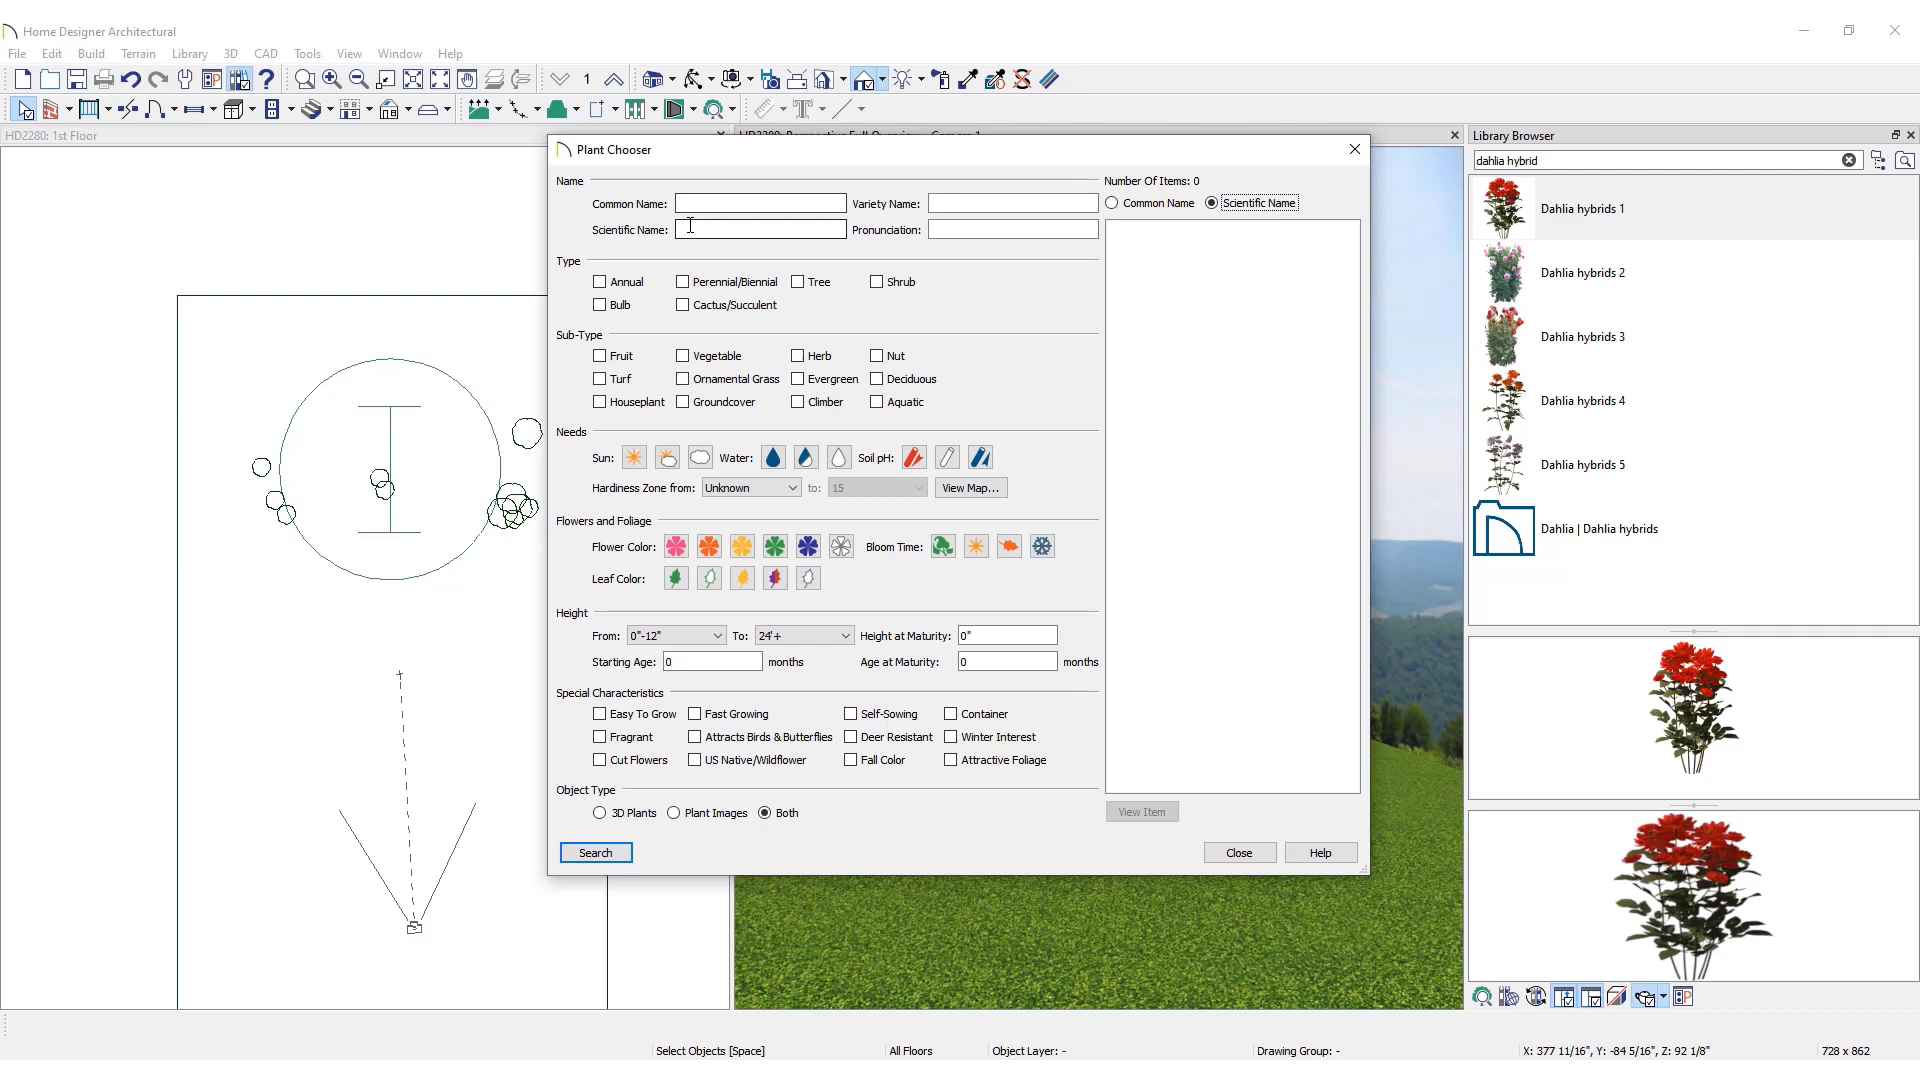 Home Designer Architectural
File Edit Build Terrain Library 3D CAD Tools View Window Help
1
HD2280: 1st Floor
Library Browser
Plant Chooser
dahlia hybrid
Name
Number Of Items: 0
Common Name: Variety Name:
Common Name Scientific Name
Scientific Name: Pronunciation:
Dahlia hybrids 1
Type
Annual Perennial/Biennial Tree Shrub
Dahlia hybrids 2
Bulb Cactus/Succulent
Sub-Type
Dahlia hybrids 3
Fruit Vegetable Herb Nut
Turf Ornamental Grass Evergreen Deciduous
Houseplant Groundcover Climber Aquatic
Dahlia hybrids 4
Needs
Sun: Water: Soil pH:
Dahlia hybrids 5
Hardiness Zone from: Unknown to: 15 View Map...
Flowers and Foliage
Dahlia | Dahlia hybrids
Flower Color: Bloom Time:
Leaf Color:
Height
From: 0"-12" To: 24'+ Height at Maturity: 0"
Starting Age: 0 months Age at Maturity: 0 months
Special Characteristics
Easy To Grow Fast Growing Self-Sowing Container
Fragrant Attracts Birds & Butterflies Deer Resistant Winter Interest
Cut Flowers US Native/Wildflower Fall Color Attractive Foliage
Object Type
3D Plants Plant Images Both
View Item
Search Close Help
Select Objects [Space] All Floors Object Layer: - Drawing Group: - X: 377 11/16", Y: -84 5/16", Z: 92 1/8" 728 x 862